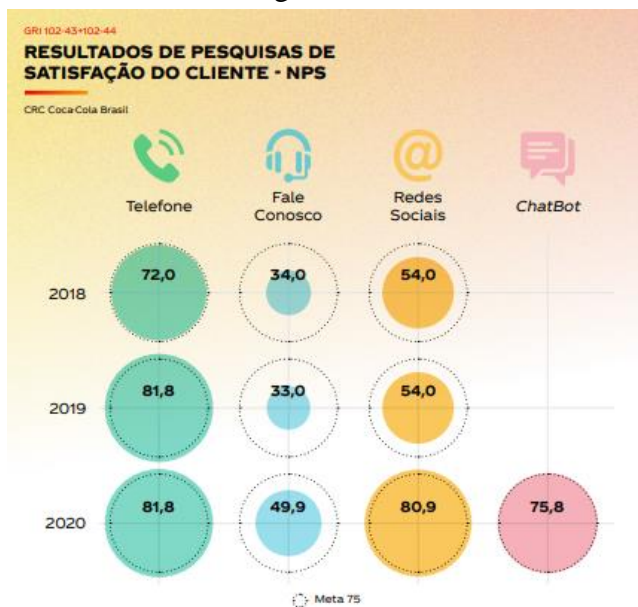 GRI 102-43+102-44
RESULTADOS DE PESQUISAS DE
SATISFAÇÃO DO CLIENTE - NPS
CRC Coca-Cola Brasil
Telefone
Fale
Conosco
Redes
Sociais
ChatBot
2018
72,0
34,0
54,0
2019
81,8
33,0
54,0
2020
81,8
49,9
80,9
75,8
Meta 75